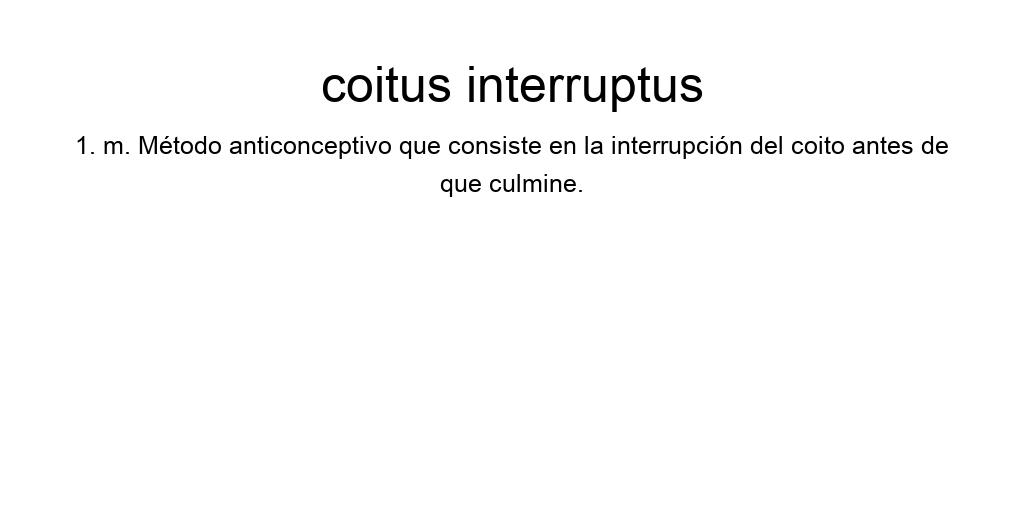 coitus interruptus
1. m. Método anticonceptivo que consiste en la interrupción del coito antes de
que culmine.